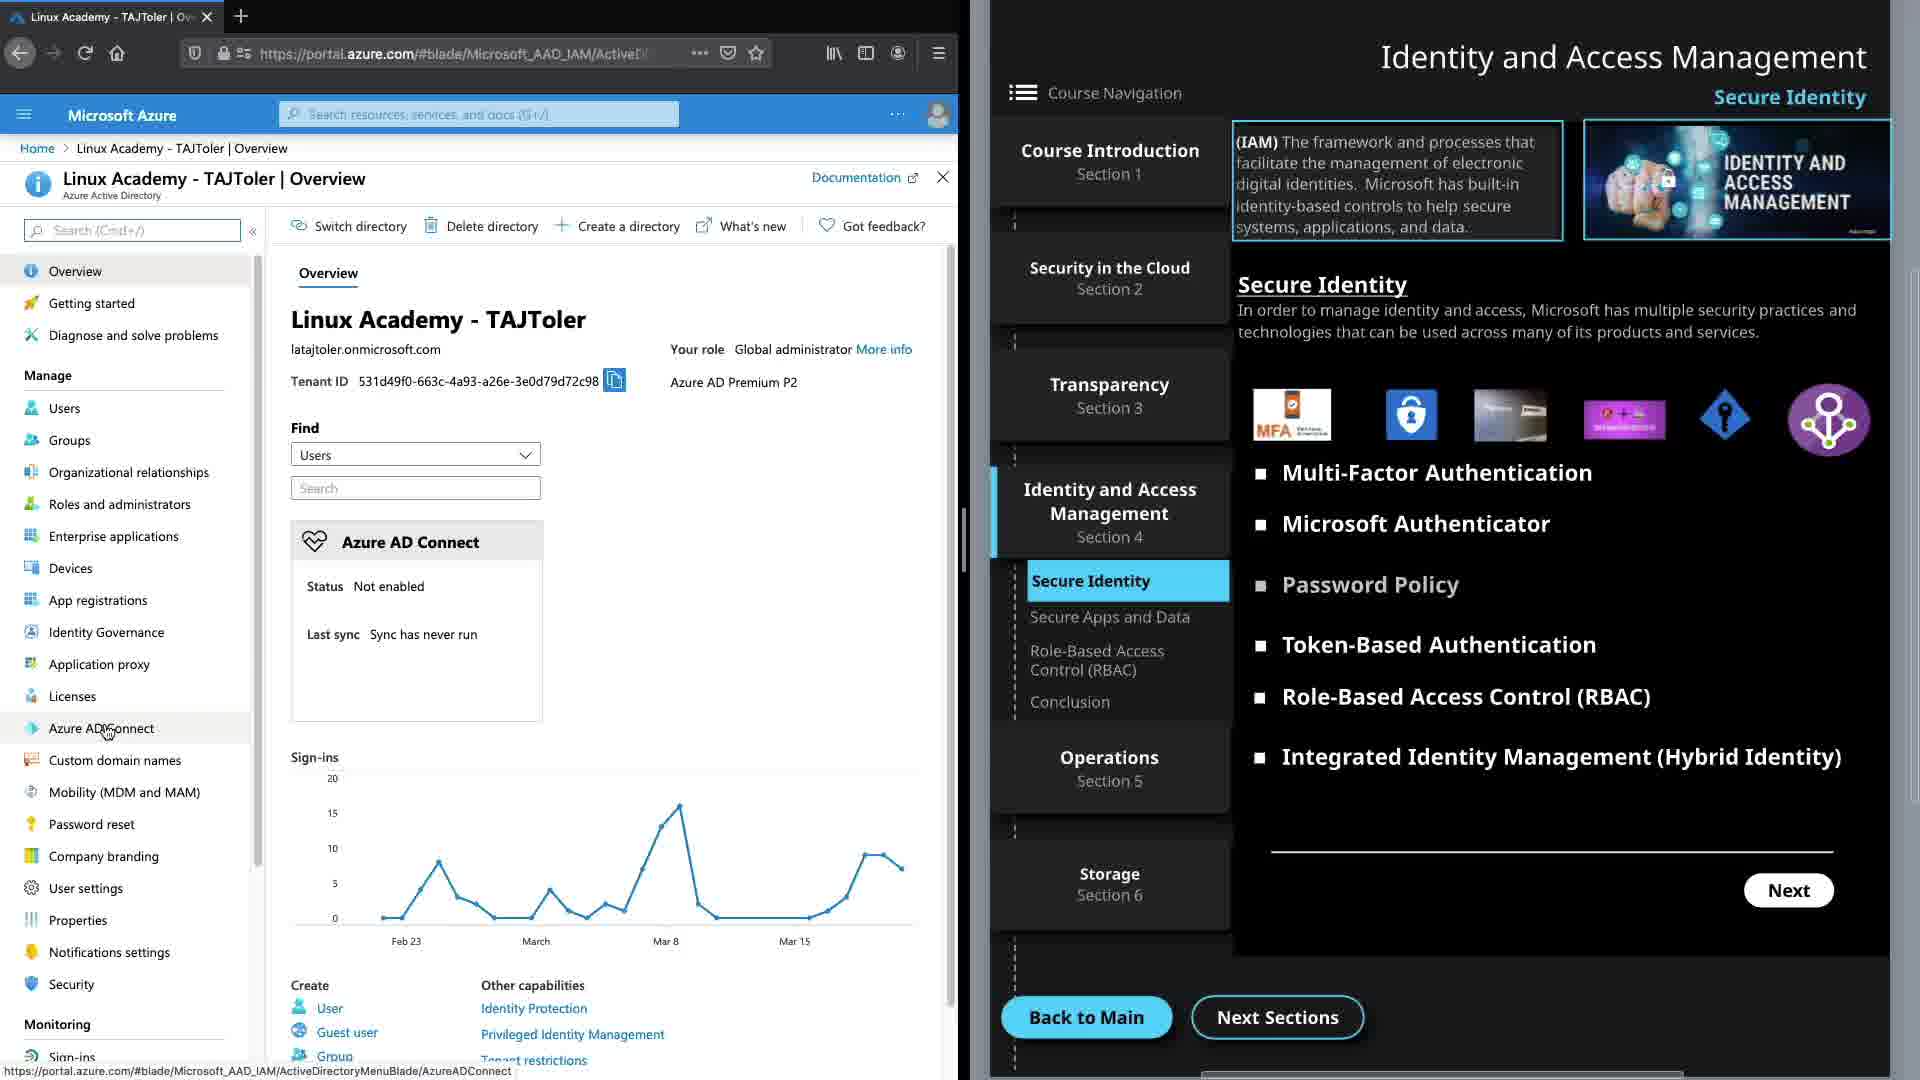 Linux Academy - TAJToler | Ov
https://portal.azure.com/#blade/Microsoft_AAD_IAM/ActiveD
Microsoft Azure
Search resources, services, and docs (G+/)
Home > Linux Academy - TAJToler | Overview
Linux Academy - TAJToler | Overview
Azure Active Directory
Documentation
Search (Cmd+/)
Switch directory
Delete directory
Create a directory
What's new
Got feedback?
Overview
Getting started
Diagnose and solve problems
Manage
Users
Groups
Organizational relationships
Roles and administrators
Enterprise applications
Devices
App registrations
Identity Governance
Application proxy
Licenses
Azure AD Connect
Custom domain names
Mobility (MDM and MAM)
Password reset
Company branding
User settings
Properties
Notifications settings
Security
Monitoring
Sign-ins
https://portal.azure.com/#blade/Microsoft_AAD_IAM/ActiveDirectoryMenuBlade/AzureADConnect
Overview
Linux Academy - TAJToler
latajtoler.onmicrosoft.com
Your role Global administrator More info
Tenant ID 531d49f0-663c-4a93-a26e-3e0d79d72c98
Azure AD Premium P2
Find
Users
Search
Azure AD Connect
Status Not enabled
Last sync Sync has never run
Sign-ins
20
15
10
5
0
Feb 23
March
Mar 8
Mar 15
Create
User
Guest user
Group
Other capabilities
Identity Protection
Privileged Identity Management
Tenant restrictions
Identity and Access Management
Secure Identity
Course Navigation
Course Introduction
Section 1
Security in the Cloud
Section 2
Transparency
Section 3
Identity and Access
Management
Section 4
Secure Identity
Secure Apps and Data
Role-Based Access
Control (RBAC)
Conclusion
Operations
Section 5
Storage
Section 6
Back to Main
Next Sections
(IAM) The framework and processes that
facilitate the management of electronic
digital identities. Microsoft has built-in
identity-based controls to help secure
systems, applications, and data.
IDENTITY AND
ACCESS
MANAGEMENT
Secure Identity
In order to manage identity and access, Microsoft has multiple security practices and
technologies that can be used across many of its products and services.
MFA
Multi-Factor Authentication
Microsoft Authenticator
Password Policy
Token-Based Authentication
Role-Based Access Control (RBAC)
Integrated Identity Management (Hybrid Identity)
Next